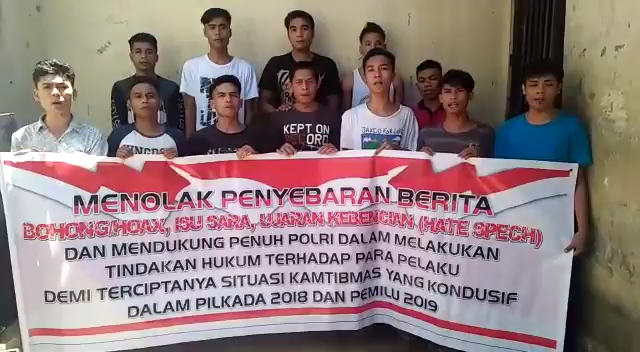 KEPT ON
MENOLAK PENYEBARAN BERITA
BOHONG/HOAX, ISU SARA, UJARAN KEBENCIAN (HATE SPECH)
DAN MENDUKUNG PENUH POLRI DALAM MELAKUKAN
TINDAKAN HUKUM TERHADAP PARA PELAKU
DEMI TERCIPTANYA SITUASI KAMTIBMAS YANG KONDUSIF
DALAM PILKADA 2018 DAN PEMILU 2019